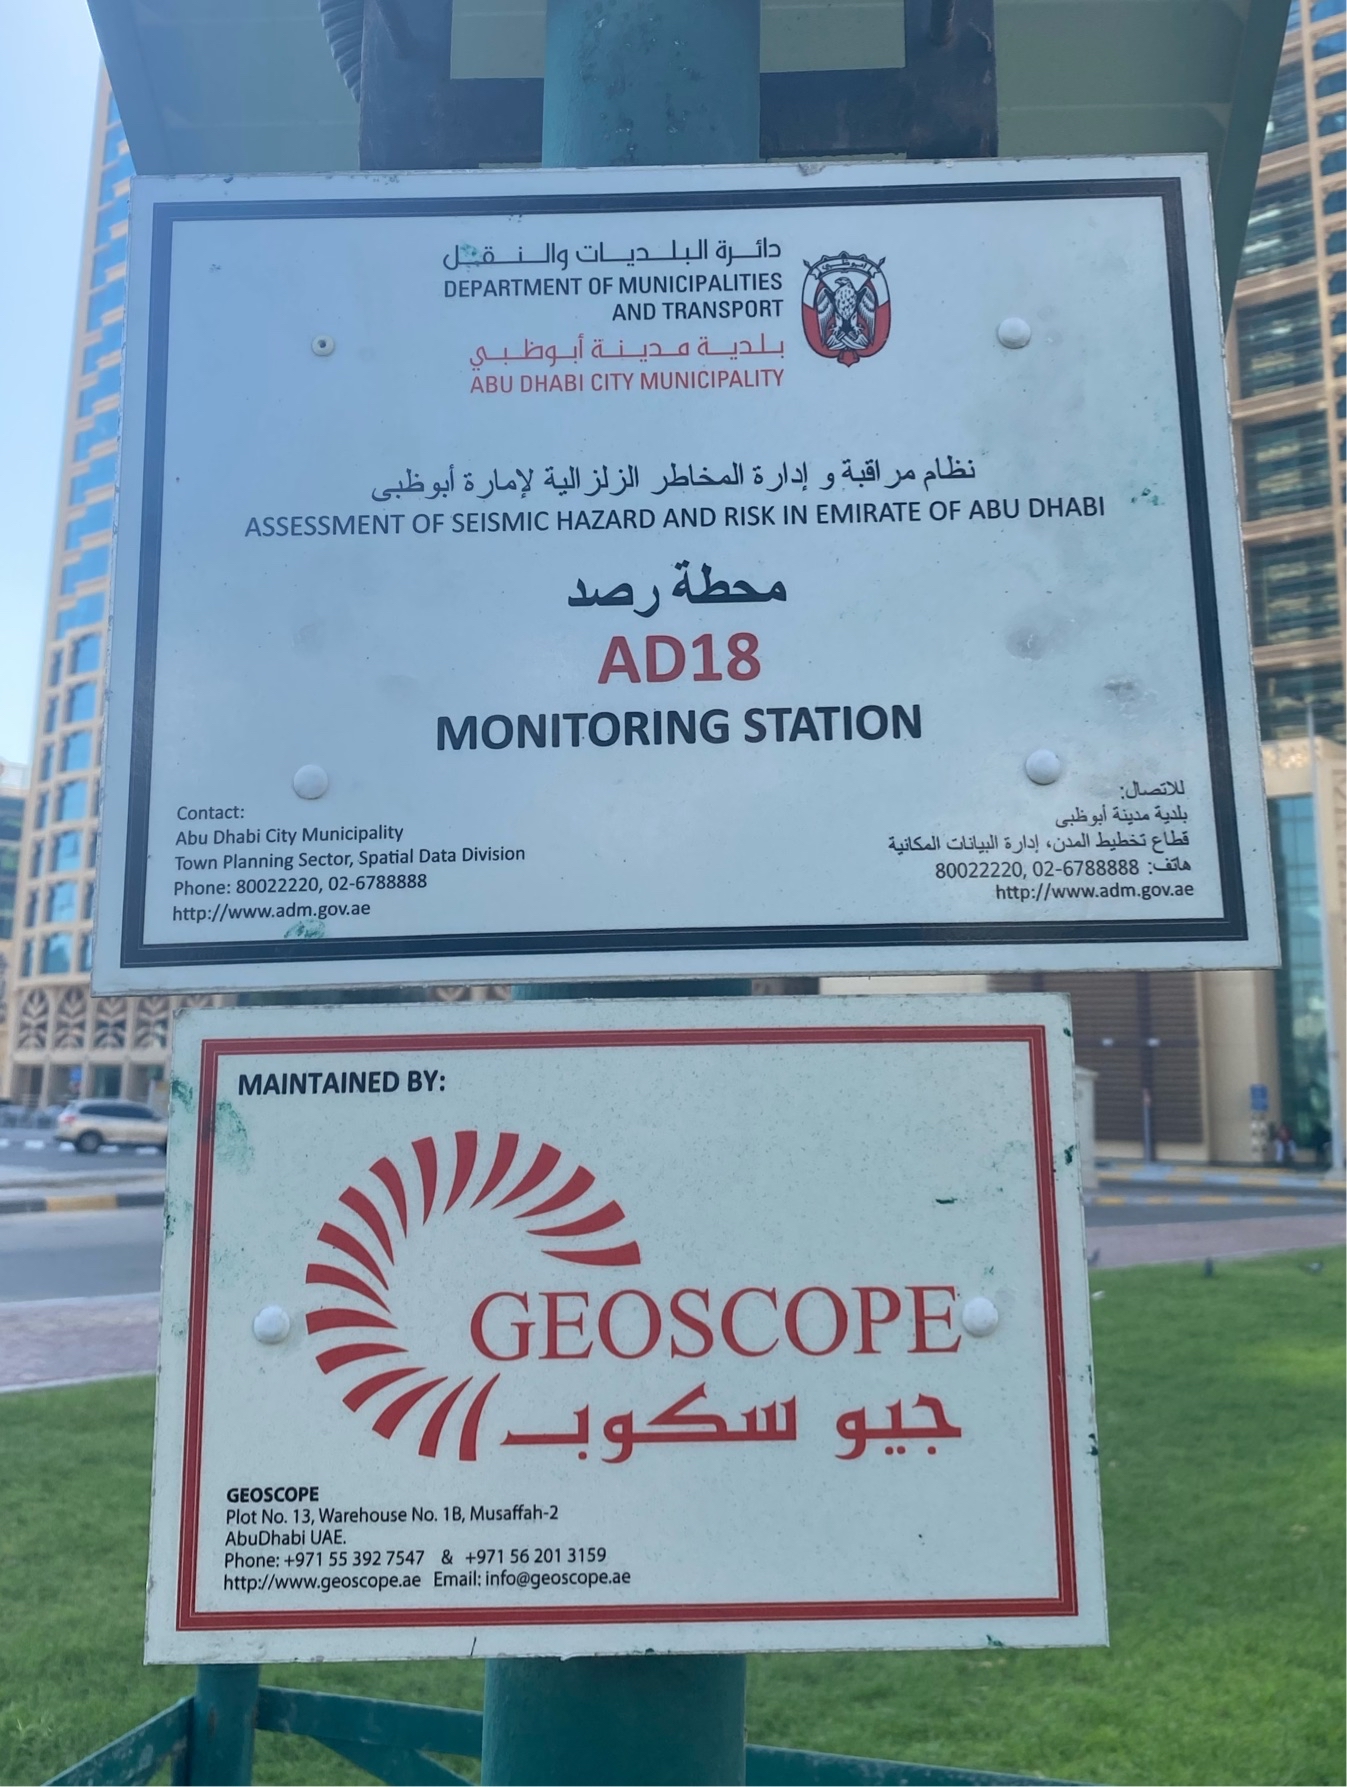 دائرة البلديات والنقل
DEPARTMENT OF MUNICIPALITIES
AND TRANSPORT
بلدية مدينة أبوظبي
ABU DHABI CITY MUNICIPALITY
نظام مراقبة و إدارة المخاطر الزلزالية لإمارة أبوظبى
ASSESSMENT OF SEISMIC HAZARD AND RISK IN EMIRATE OF ABU DHABI
محطة رصد
AD18
MONITORING STATION
Contact:
Abu Dhabi City Municipality
Town Planning Sector, Spatial Data Division
Phone: 80022220, 02-6788888
http://www.adm.gov.ae
للاتصال:
بلدية مدينة أبوظبى
قطاع تخطيط المدن، إدارة البيانات المكانية
هاتف: 80022220, 02-6788888
http://www.adm.gov.ae
MAINTAINED BY:
GEOSCOPE
جيو سكوب
GEOSCOPE
Plot No. 13, Warehouse No. 1B, Musaffah-2
AbuDhabi UAE.
Phone: +971 55 392 7547 & +971 56 201 3159
http://www.geoscope.ae Email: info@geoscope.ae